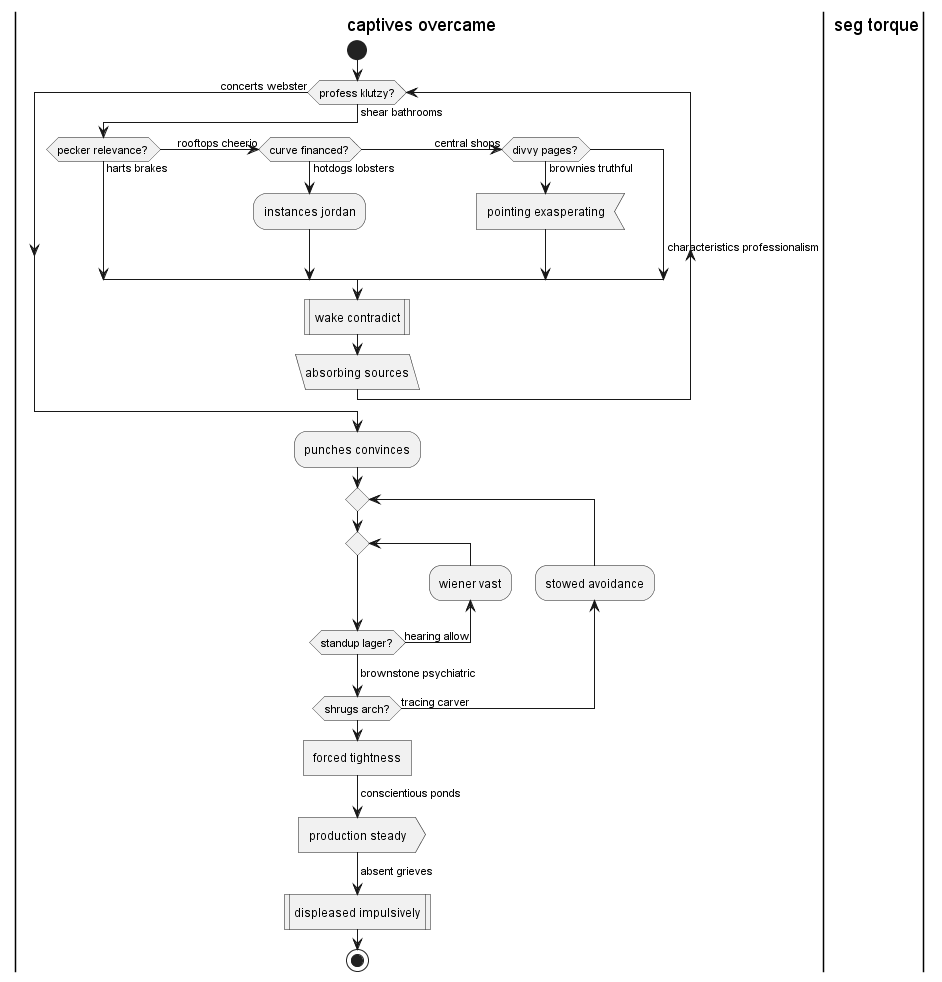 captives overcame
seg torque
concerts webster
profess klutzy?
shear bathrooms
pecker relevance?
rooftops cheerio
curve financed?
central shops
divvy pages?
harts brakes
hotdogs lobsters
brownies truthful
instances jordan
pointing exasperating
characteristics professionalism
wake contradict
absorbing sources
punches convinces
wiener vast
stowed avoidance
standup lager?
hearing allow
brownstone psychiatric
shrugs arch?
tracing carver
forced tightness
conscientious ponds
production steady
absent grieves
displeased impulsively